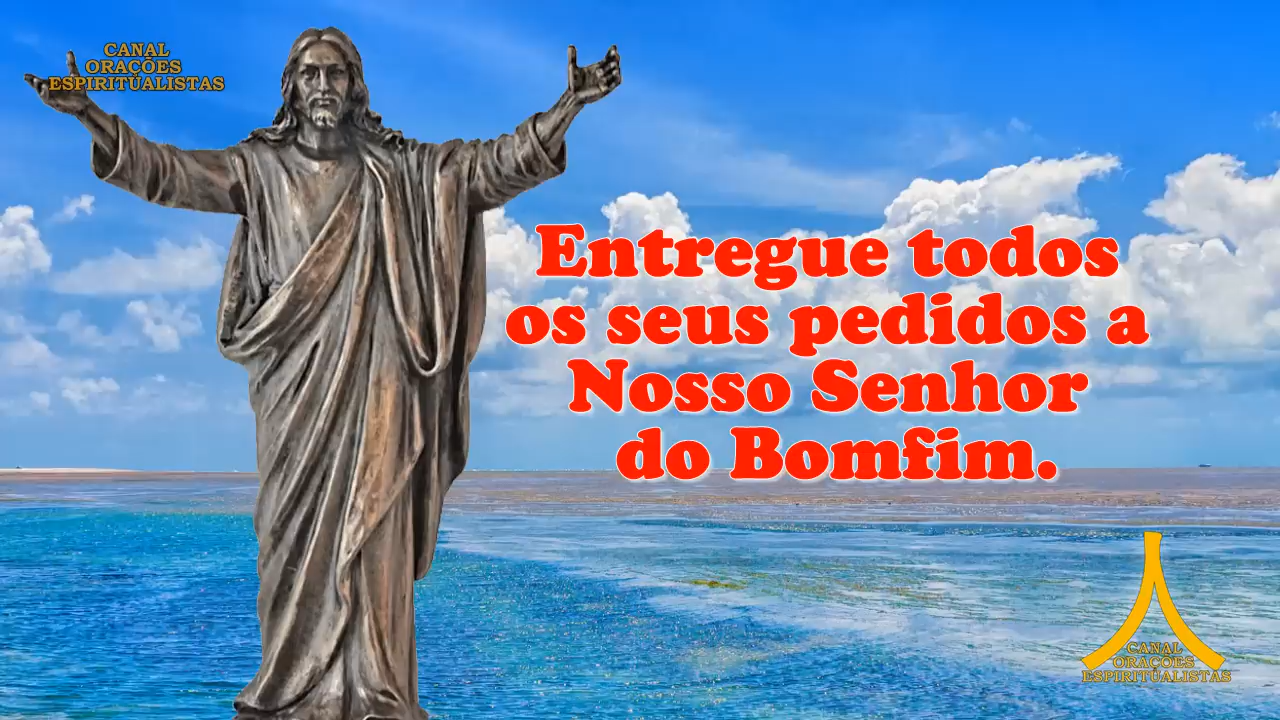 CANAL
ORAÇÕES
ESPIRITUALISTAS
Entregue todos
os seus pedidos a
Nosso Senhor
do Bomfim.
CANAL
ORAÇÕES
ESPIRITUALISTAS